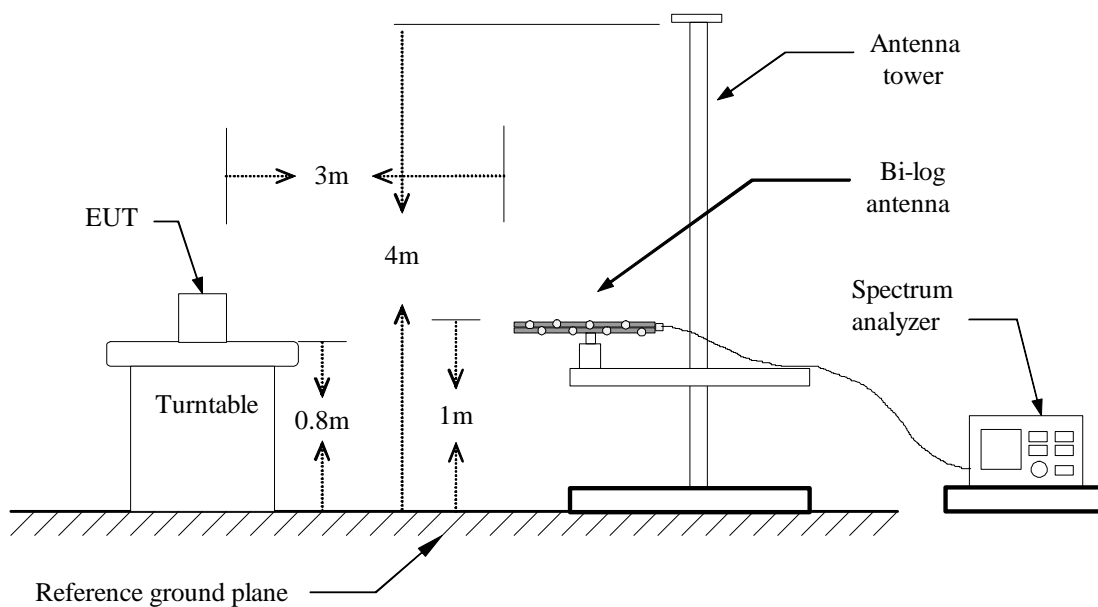 Antenna
tower
3m
Bi-log
antenna
EUT
4m
Spectrum
analyzer
Turntable
0.8m
1m
Reference ground plane